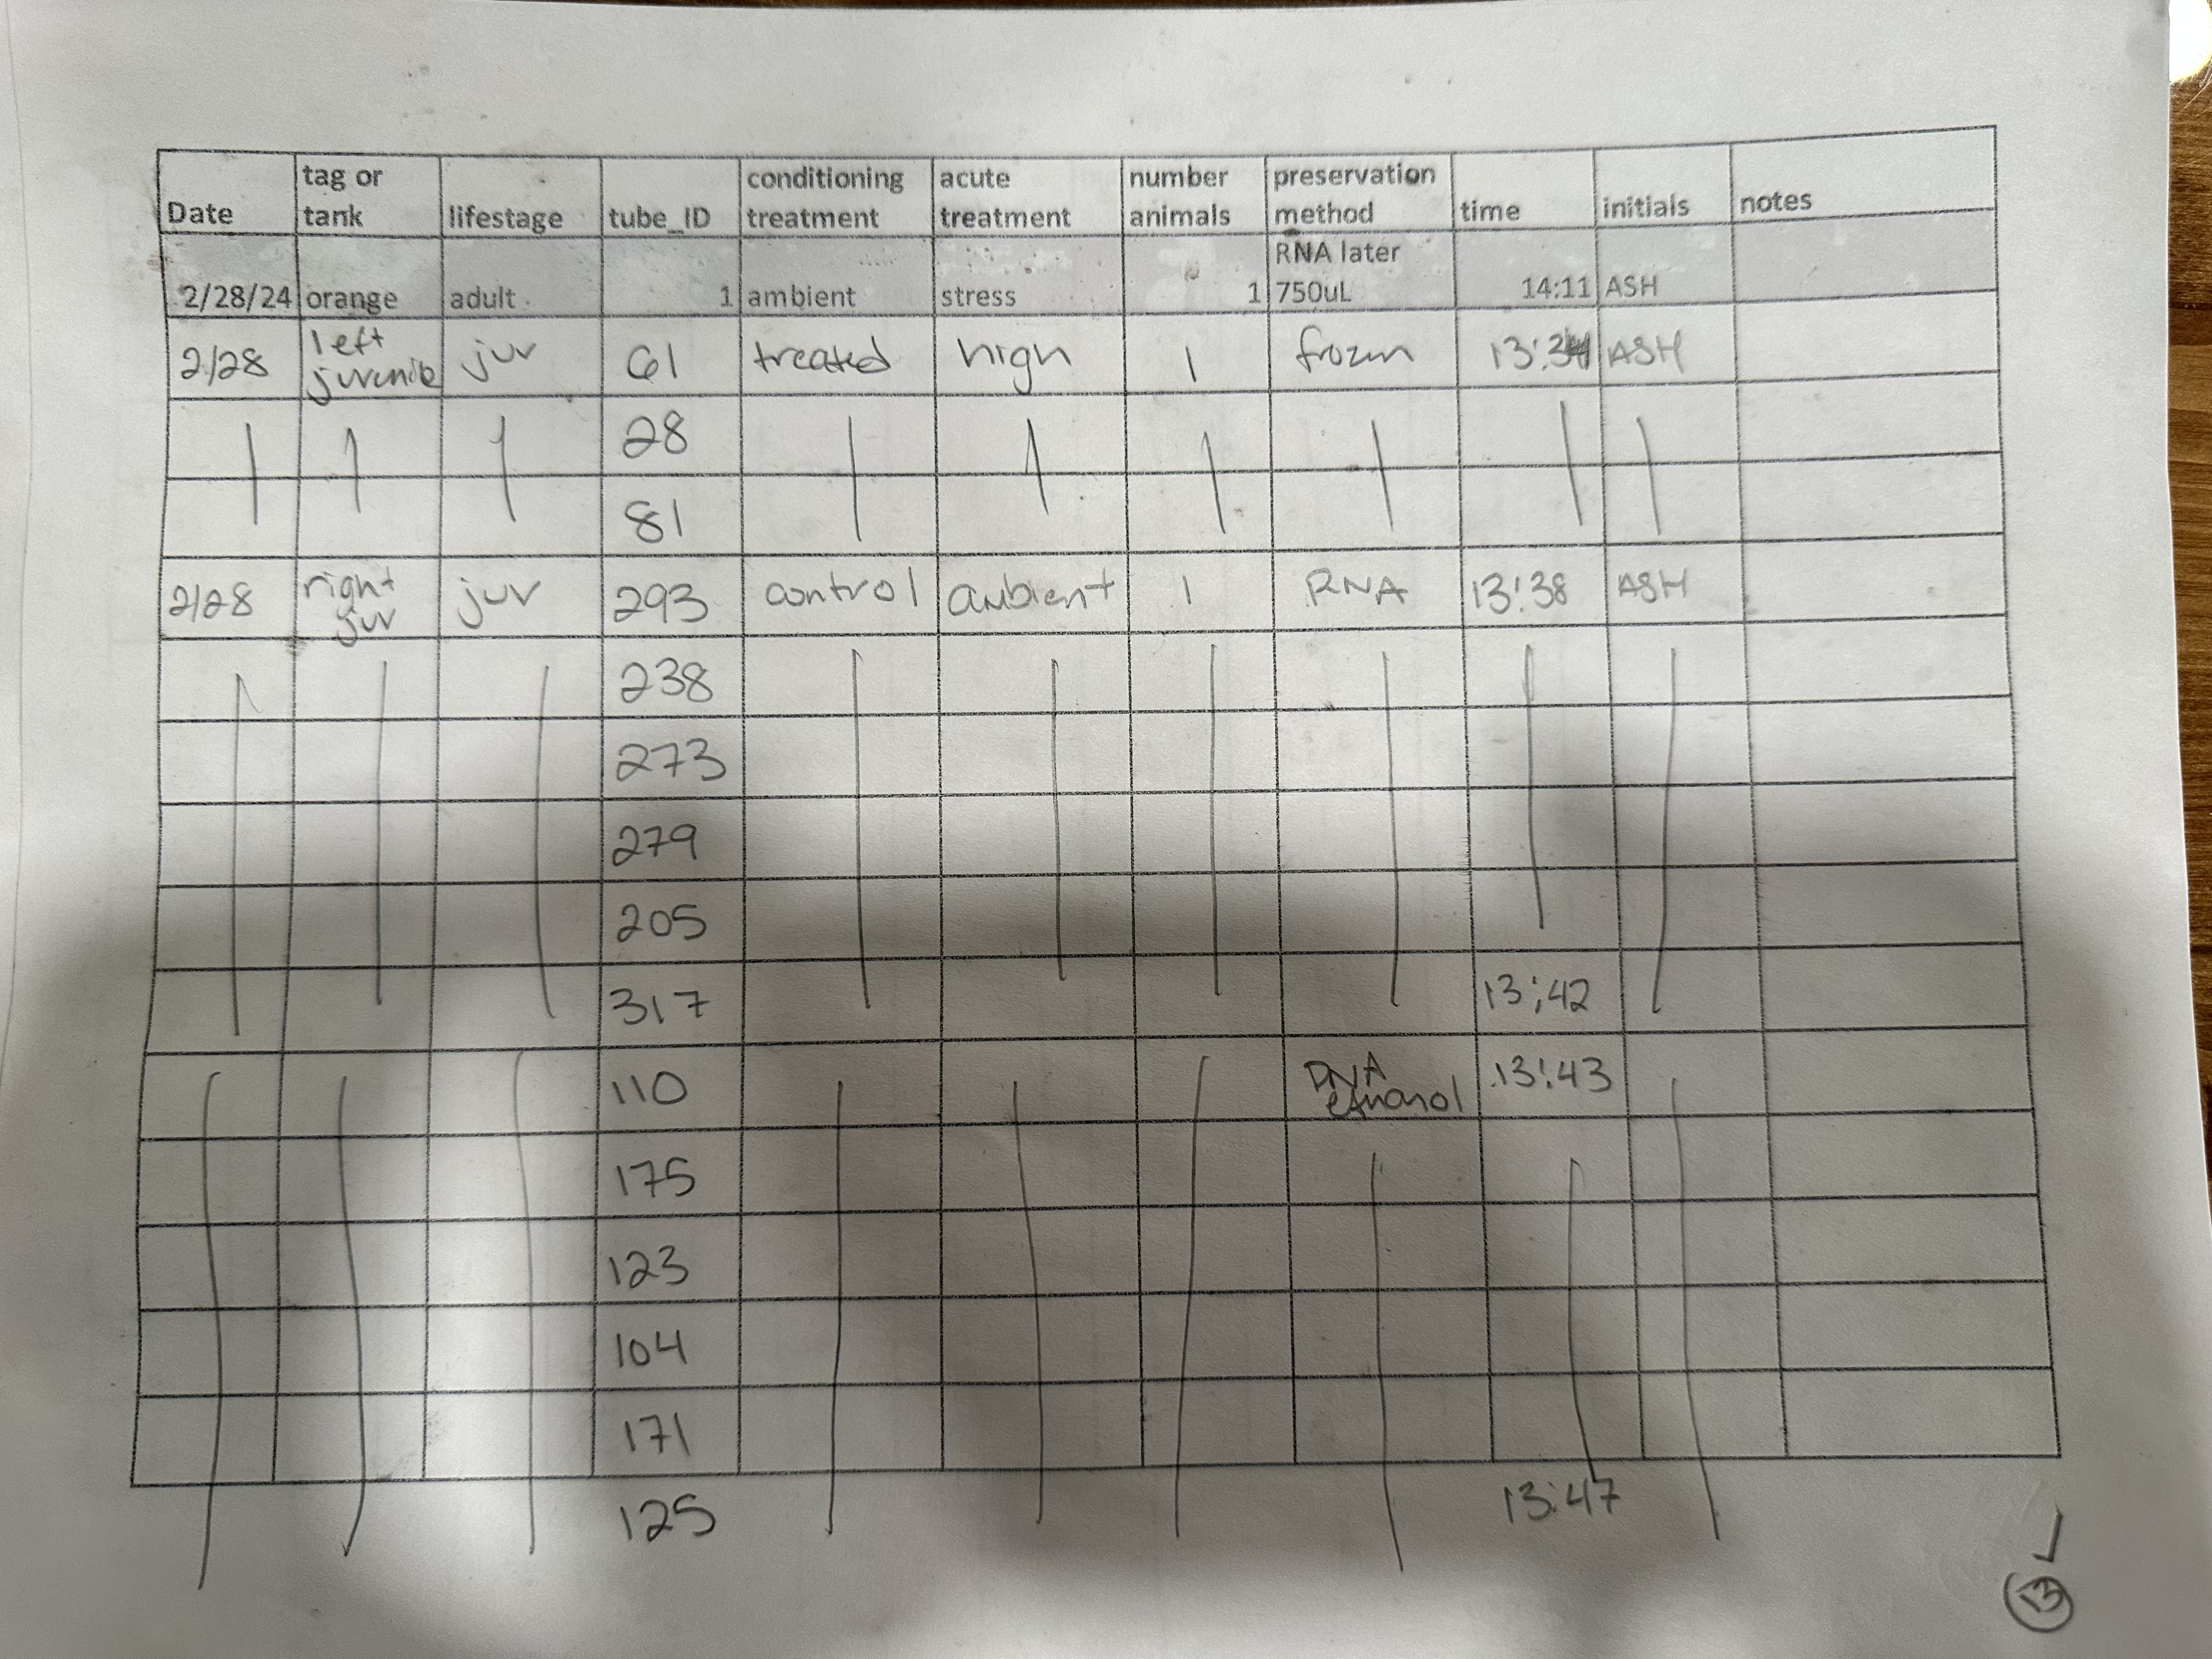 Date tag or tank lifestage tube_ID conditioning treatment acute treatment number animals preservation method time initials notes
2/28/24 orange adult 1 ambient stress 1 RNA later 750uL 14:11 ASH
2/28 left juv 61 treated high 1 frozen ASH
28
81
2/28 right juv juv 293 control ambient 1 RNA 13:38 ASH
238
273
279
205
317 13:42
110 DNA ethanol 13:43
175
123
104
171
125 13:47
13